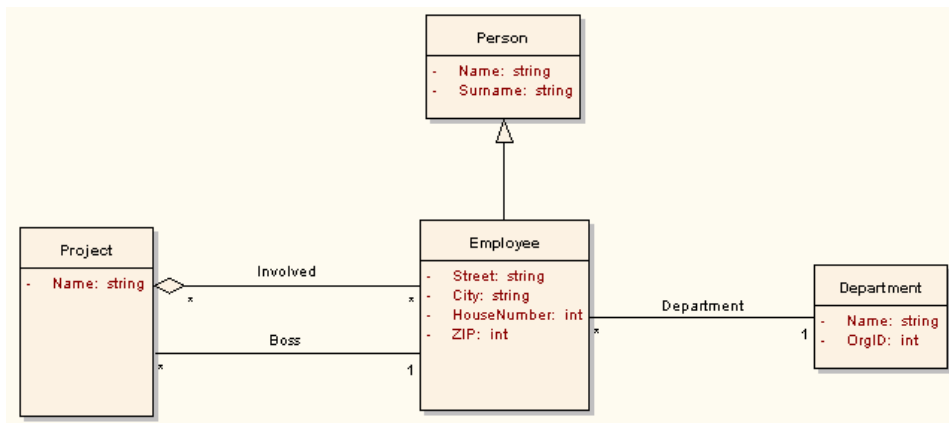 Person
- Name: string
- Surname: string
Project
- Name: string
Involved
* *
Boss
* 1
Employee
- Street: string
- City: string
- HouseNumber: int
- ZIP: int
Department
* 1
Department
- Name: string
- OrgID: int